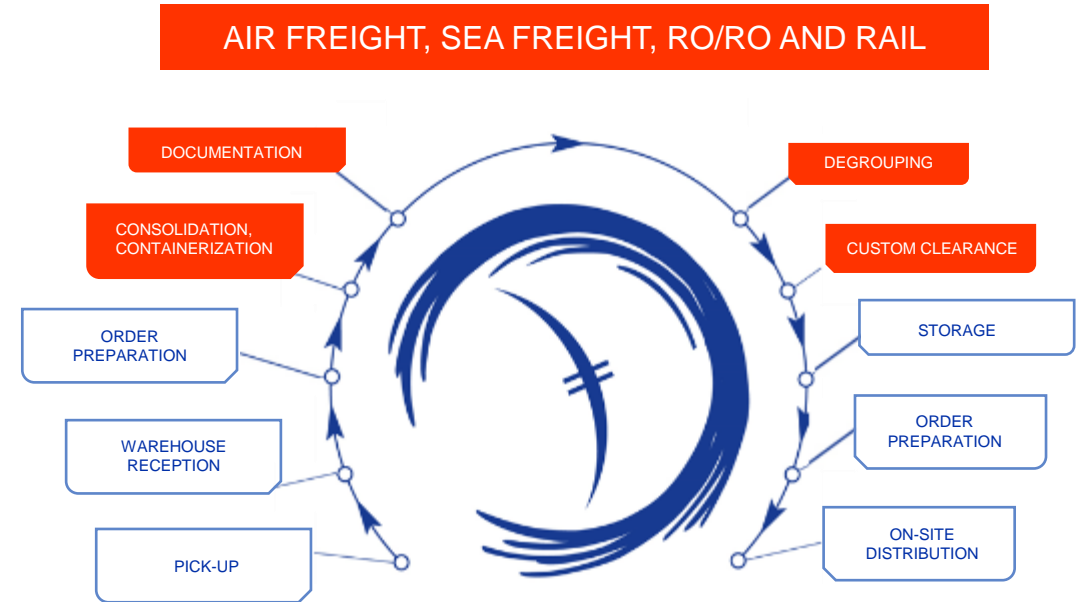 AIR FREIGHT, SEA FREIGHT, RO/RO AND RAIL
DOCUMENTATION
CONSOLIDATION,
CONTAINERIZATION
ORDER
PREPARATION
WAREHOUSE
RECEPTION
PICK-UP
DEGROUPING
CUSTOM CLEARANCE
STORAGE
ORDER
PREPARATION
ON-SITE
DISTRIBUTION